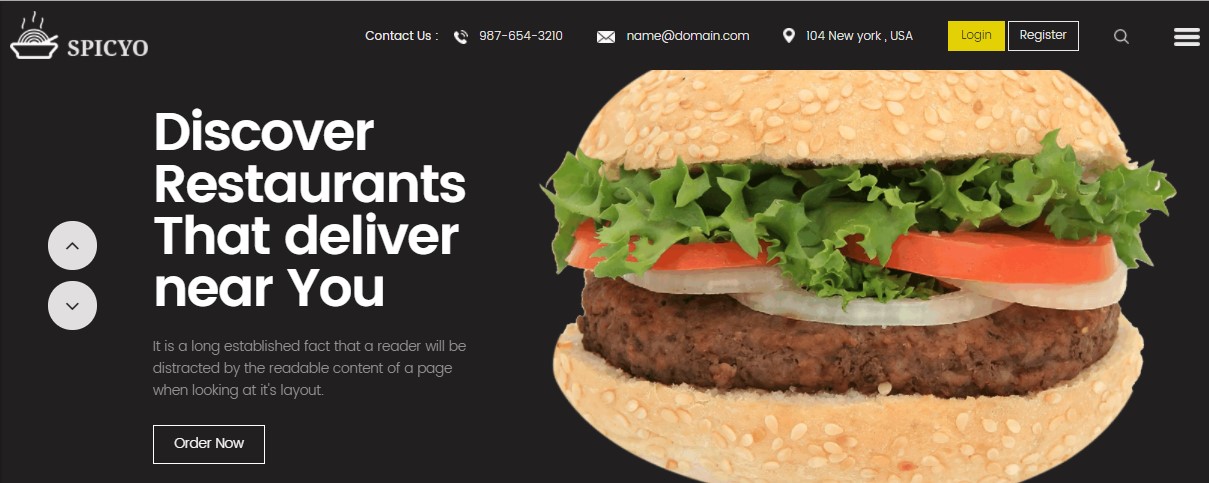 SPICYO
Contact Us : 987-654-3210 name@domain.com 104 New york , USA Login Register
Discover
Restaurants
That deliver
near You
It is a long established fact that a reader will be
distracted by the readable content of a page
when looking at it's layout.
Order Now